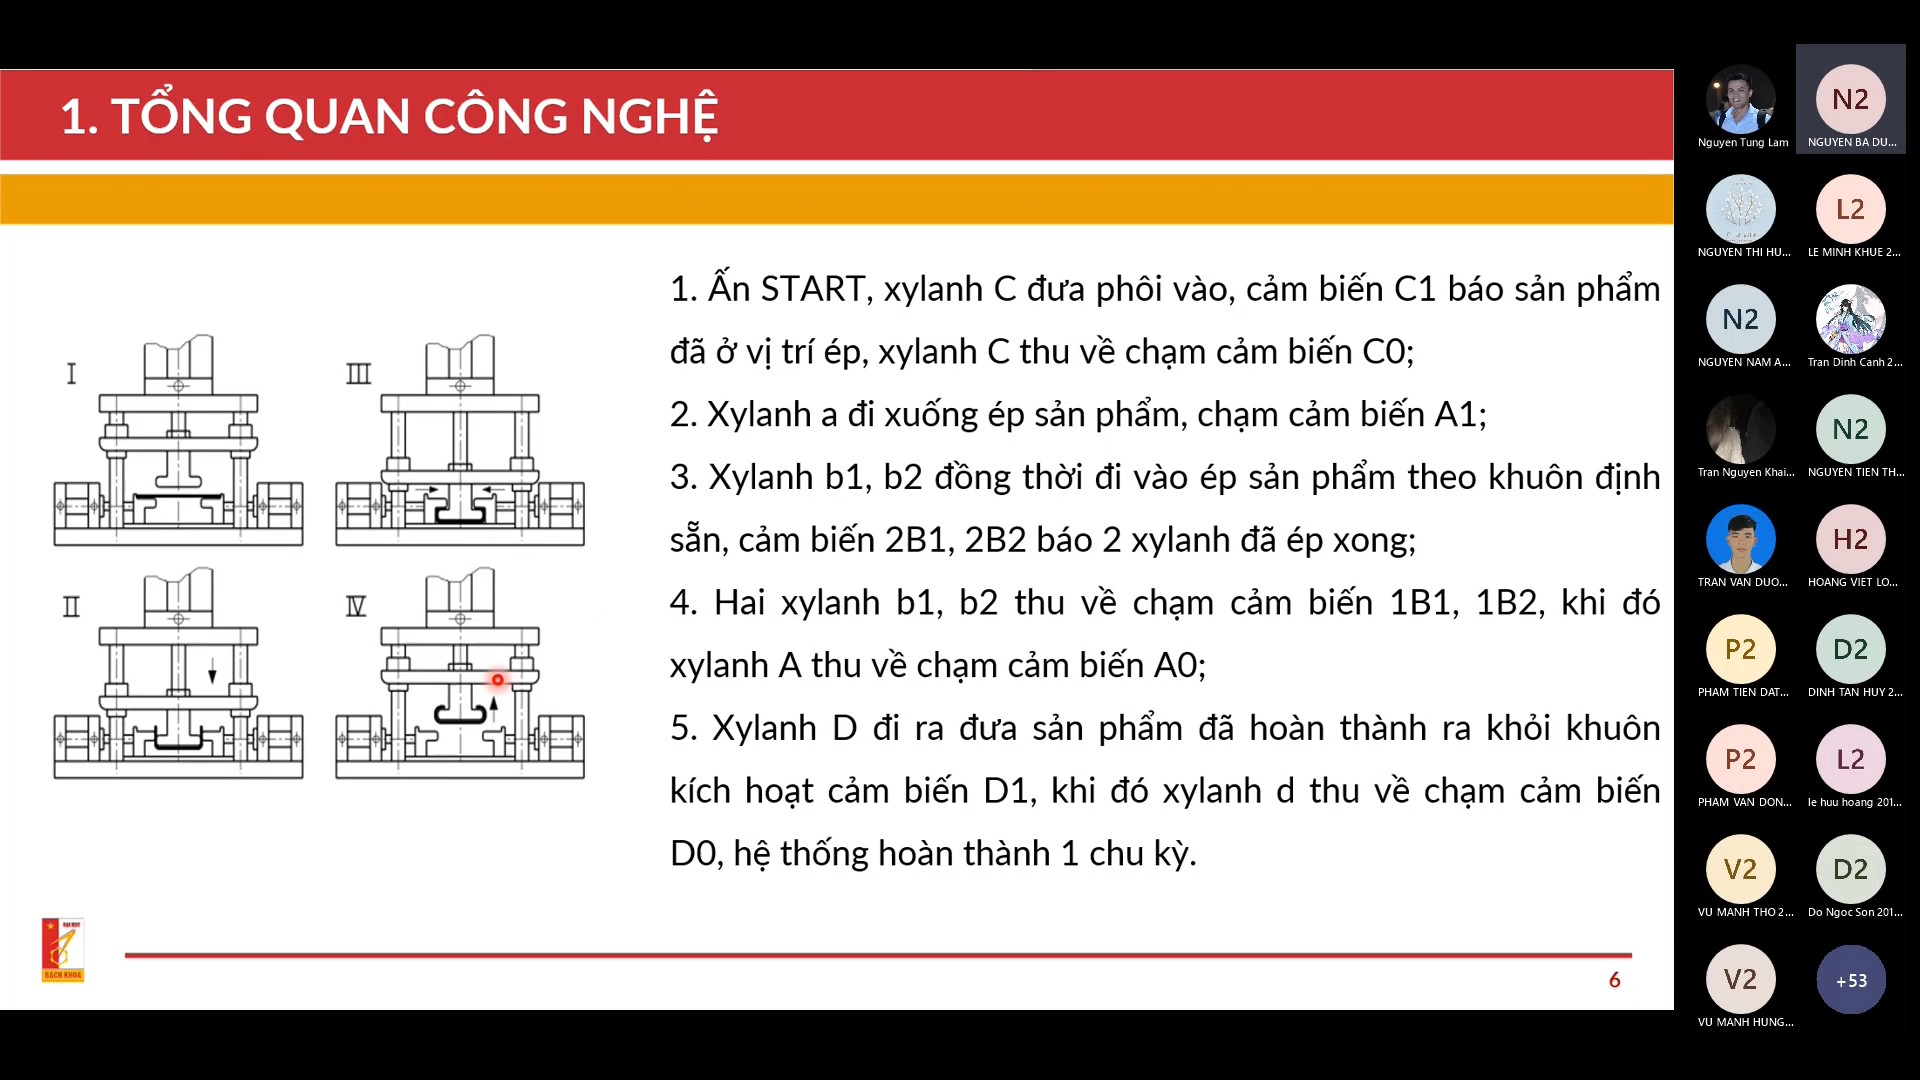 1. TỔNG QUAN CÔNG NGHỆ
I
III
II
IV
1. Ấn START, xylanh C đưa phôi vào, cảm biến C1 báo sản phẩm
đã ở vị trí ép, xylanh C thu về chạm cảm biến C0;
2. Xylanh a đi xuống ép sản phẩm, chạm cảm biến A1;
3. Xylanh b1, b2 đồng thời đi vào ép sản phẩm theo khuôn định
sẵn, cảm biến 2B1, 2B2 báo 2 xylanh đã ép xong;
4. Hai xylanh b1, b2 thu về chạm cảm biến 1B1, 1B2, khi đó
xylanh A thu về chạm cảm biến A0;
5. Xylanh D đi ra đưa sản phẩm đã hoàn thành ra khỏi khuôn
kích hoạt cảm biến D1, khi đó xylanh d thu về chạm cảm biến
D0, hệ thống hoàn thành 1 chu kỳ.
ĐẠI HỌC
BÁCH KHOA
6
N2
Nguyen Tung Lam
NGUYEN BA DU...
L2
NGUYEN THI HU...
LE MINH KHUE 2...
N2
NGUYEN NAM A...
Tran Dinh Canh 2...
N2
Tran Nguyen Khai...
NGUYEN TIEN TH...
H2
TRAN VAN DUO...
HOANG VIET LO...
P2
D2
PHAM TIEN DAT...
DINH TAN HUY 2...
P2
L2
PHAM VAN DON...
le huu hoang 201...
V2
D2
VU MANH THO 2...
Do Ngoc Son 201...
V2
+53
VU MANH HUNG...